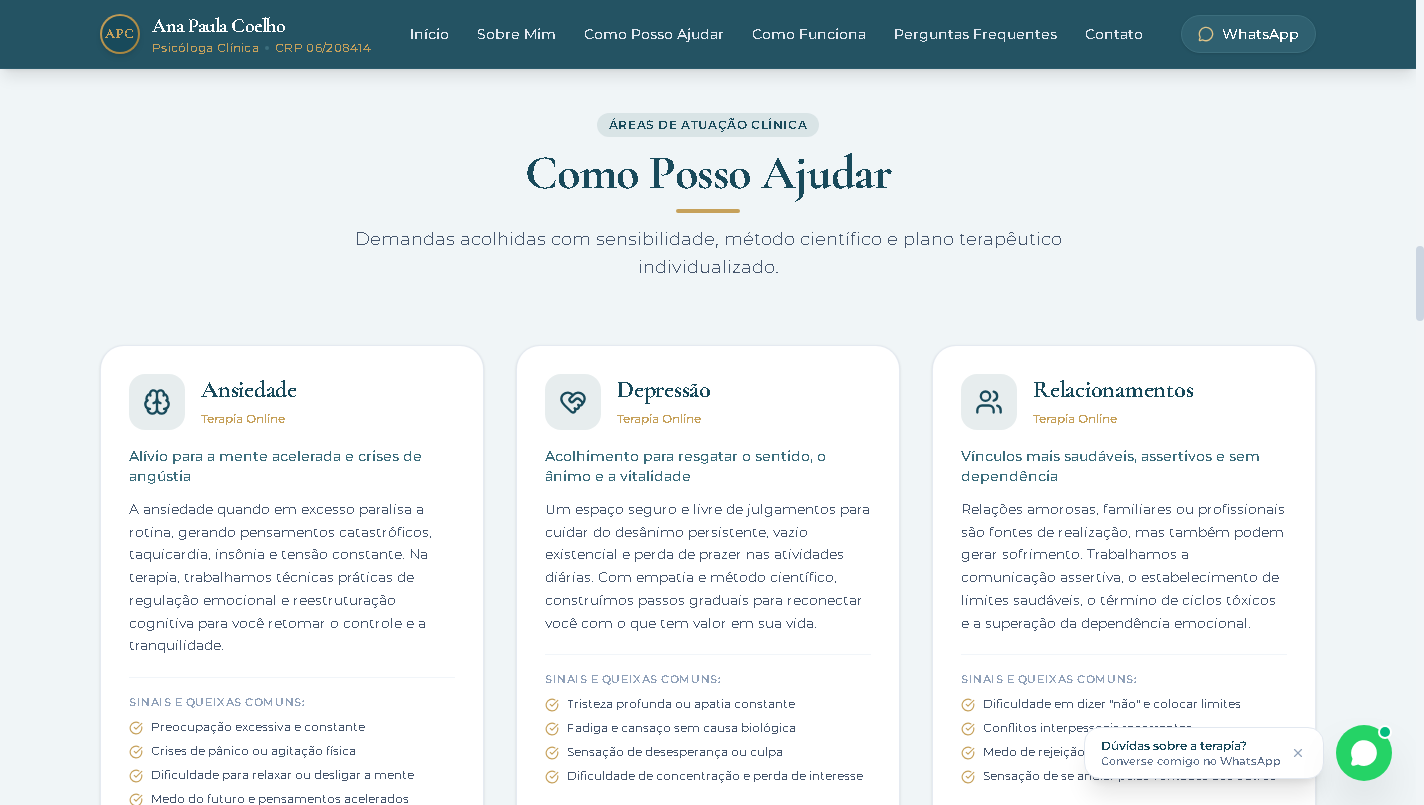 APC
Ana Paula Coelho
Psicóloga Clínica • CRP 06/208414
Início
Sobre Mim
Como Posso Ajudar
Como Funciona
Perguntas Frequentes
Contato
WhatsApp
ÁREAS DE ATUAÇÃO CLÍNICA
Como Posso Ajudar
Demandas acolhidas com sensibilidade, método científico e plano terapêutico
individualizado.
Ansiedade
Terapia Online
Alívio para a mente acelerada e crises de
angústia
A ansiedade quando em excesso paralisa a
rotina, gerando pensamentos catastróficos,
taquicardia, insônia e tensão constante. Na
terapia, trabalhamos técnicas práticas de
regulação emocional e reestruturação
cognitiva para você retomar o controle e a
tranquilidade.
SINAIS E QUEIXAS COMUNS:
Preocupação excessiva e constante
Crises de pânico ou agitação física
Dificuldade para relaxar ou desligar a mente
Medo do futuro e pensamentos acelerados
Depressão
Terapia Online
Acolhimento para resgatar o sentido, o
ânimo e a vitalidade
Um espaço seguro e livre de julgamentos para
cuidar do desânimo persistente, vazio
existencial e perda de prazer nas atividades
diárias. Com empatia e método científico,
construímos passos graduais para reconectar
você com o que tem valor em sua vida.
SINAIS E QUEIXAS COMUNS:
Tristeza profunda ou apatia constante
Fadiga e cansaço sem causa biológica
Sensação de desesperança ou culpa
Dificuldade de concentração e perda de interesse
Relacionamentos
Terapia Online
Vínculos mais saudáveis, assertivos e sem
dependência
Relações amorosas, familiares ou profissionais
são fontes de realização, mas também podem
gerar sofrimento. Trabalhamos a
comunicação assertiva, o estabelecimento de
limites saudáveis, o término de ciclos tóxicos
e a superação da dependência emocional.
SINAIS E QUEIXAS COMUNS:
Dificuldade em dizer "não" e colocar limites
Conflitos
Medo de rejeição
Sensação de se
Dúvidas sobre a terapia?
Converse comigo no WhatsApp